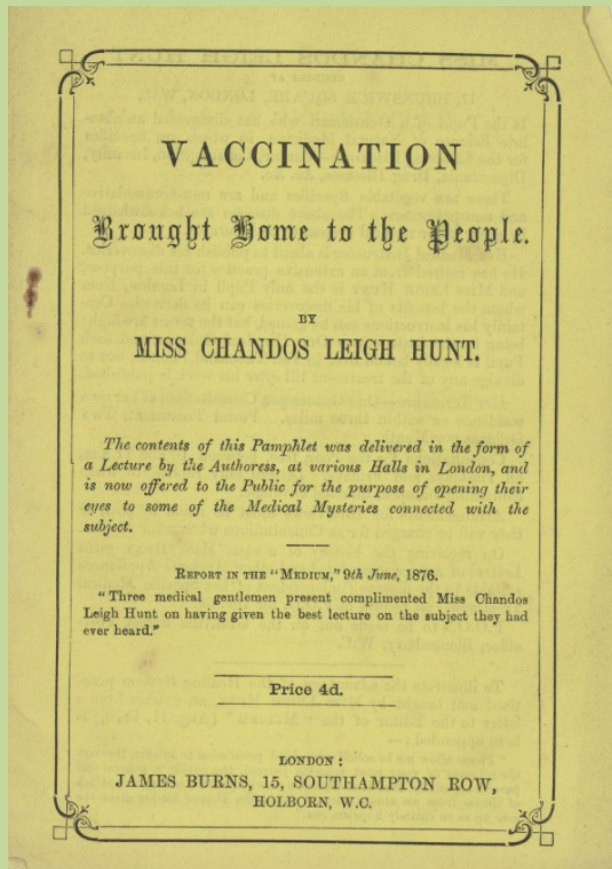 VACCINATION
Brought Home to the People.
BY
MISS CHANDOS LEIGH HUNT.
The contents of this Pamphlet was delivered in the form of
a Lecture by the Authoress, at various Halls in London, and
is now offered to the Public for the purpose of opening their
eyes to some of the Medical Mysteries connected with the
subject.
REPORT IN THE "MEDIUM," 9th June, 1876.
"Three medical gentlemen present complimented Miss Chandos
Leigh Hunt on having given the best lecture on the subject they had
ever heard."
Price 4d.
LONDON:
JAMES BURNS, 15, SOUTHAMPTON ROW,
HOLBORN, W.C.